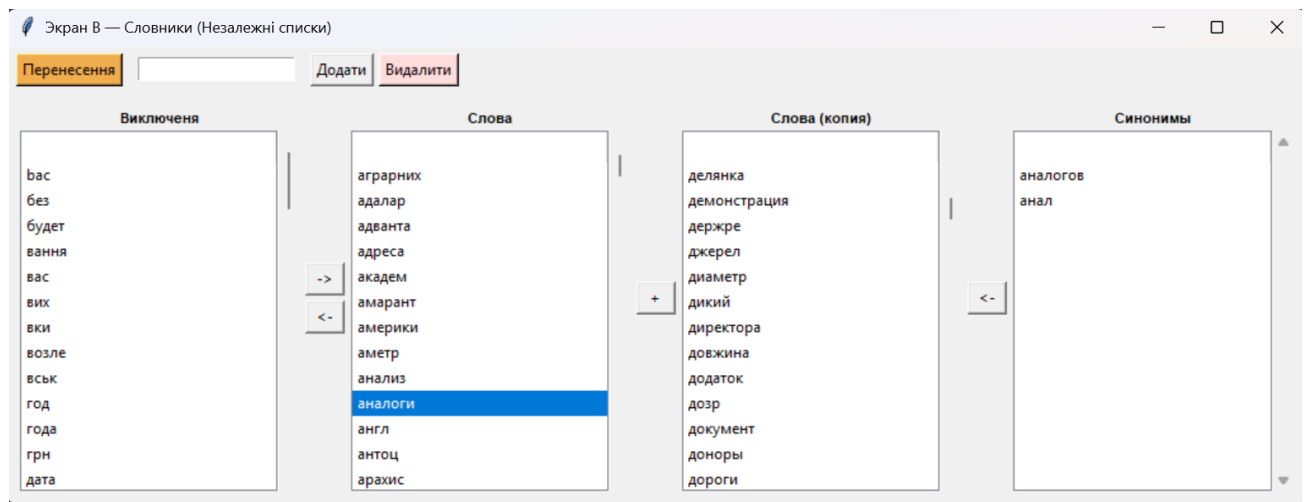 Экран B — Словники (Незалежні списки)
Перенесення Додати Видалити
Виключеня
bac
без
будет
вання
вас
вих
вки
возле
вськ
год
года
грн
дата
->
<-
Слова
аграрних
адалар
адванта
адреса
академ
амарант
америки
аметр
анализ
аналоги
англ
антоц
арахис
+
Слова (копия)
делянка
демонстрация
держре
джерел
диаметр
дикий
директора
довжина
додаток
дозр
документ
доноры
дороги
<-
Синонимы
аналогов
анал